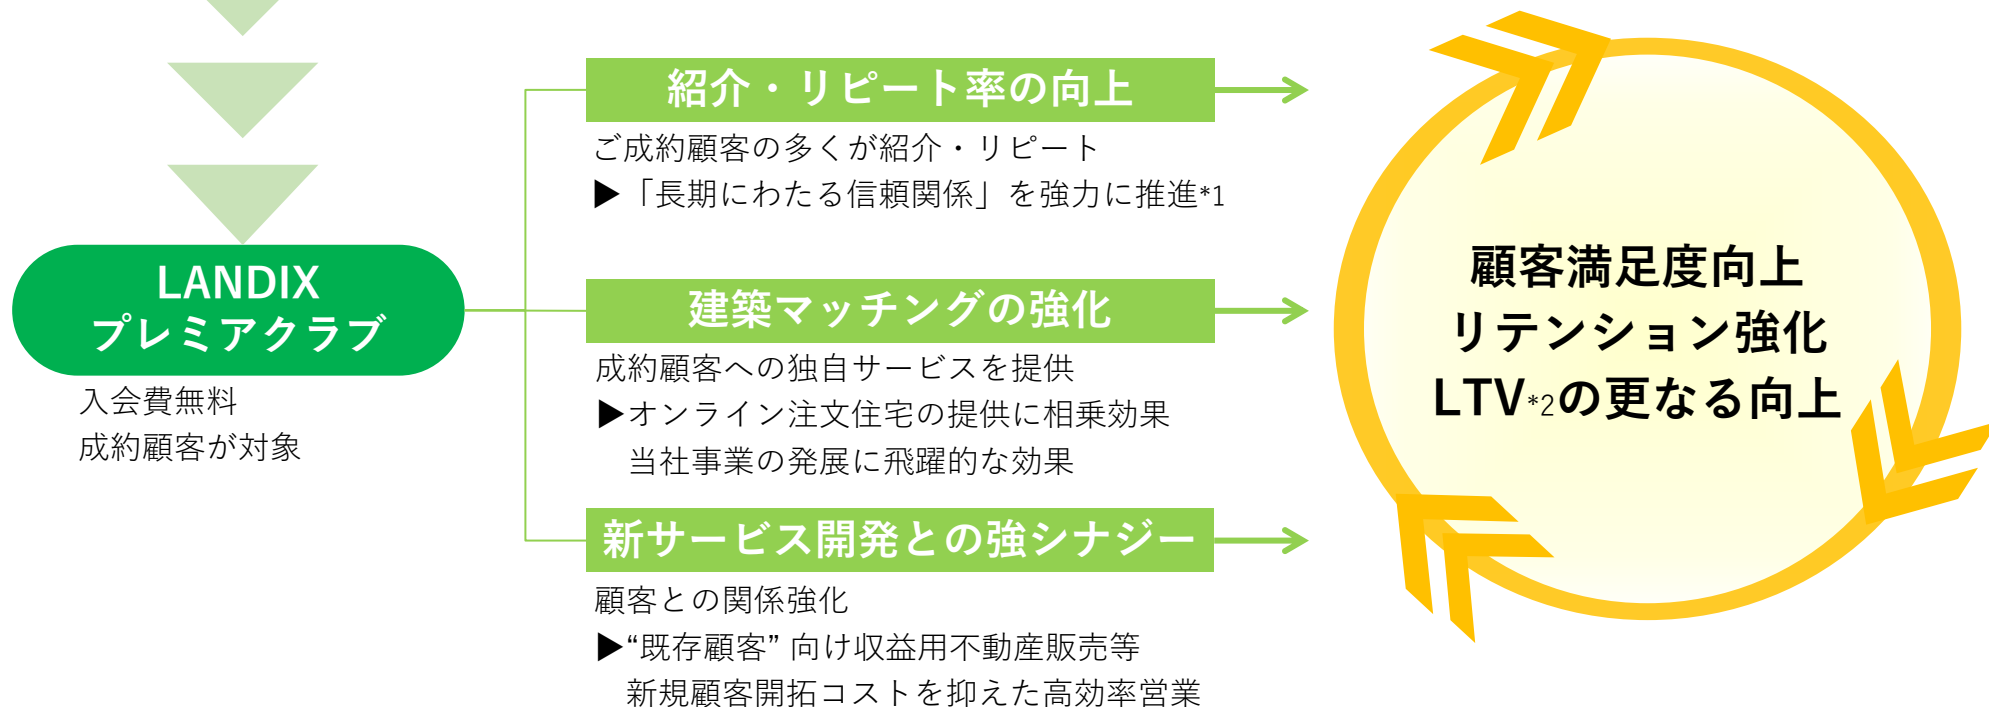 LANDIX
プレミアクラブ
入会費無料
成約顧客が対象
紹介・リピート率の向上
ご成約顧客の多くが紹介・リピート
▶「長期にわたる信頼関係」を強力に推進*1
建築マッチングの強化
成約顧客への独自サービスを提供
▶オンライン注文住宅の提供に相乗効果
当社事業の発展に飛躍的な効果
新サービス開発との強シナジー
顧客との関係強化
▶“既存顧客” 向け収益用不動産販売等
新規顧客開拓コストを抑えた高効率営業
顧客満足度向上
リテンション強化
LTV*2の更なる向上